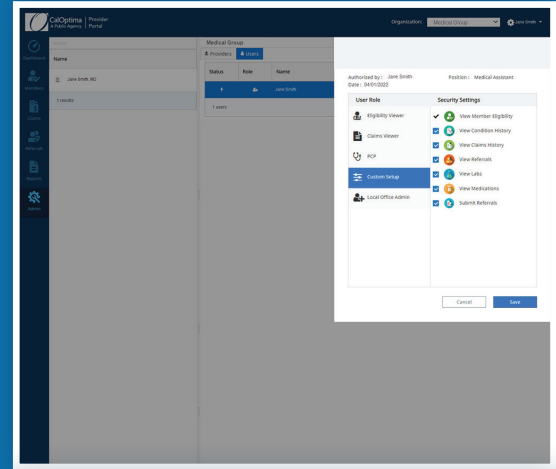 CalOptima
A Public Agency
Provider
Portal
Organization:
Medical Group
Jane Smith
Dashboard
Members
Claims
Referrals
Reports
Admin
Name
Jane Smith, MD
1 results
Medical Group
Providers
Users
Status
Role
Name
Jane Smith
1 users
Authorized by : Jane Smith
Position : Medical Assistant
Date : 04/01/2022
User Role
Security Settings
Eligibility Viewer
Claims Viewer
PCP
Custom Setup
Local Office Admin
View Member Eligibility
View Condition History
View Claims History
View Referrals
View Labs
View Medications
Submit Referrals
Cancel
Save